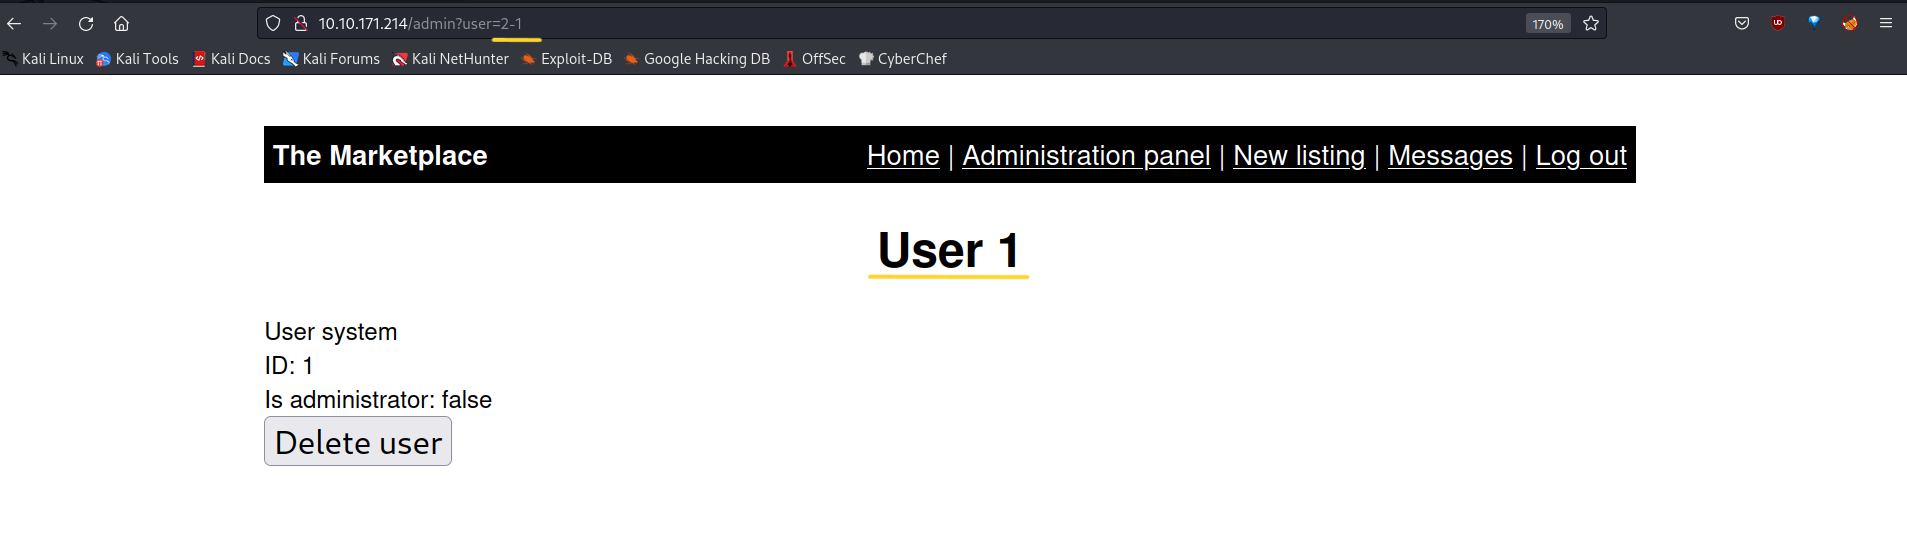 10.10.171.214/admin?user=2-1 170%
Kali Linux Kali Tools Kali Docs Kali Forums Kali NetHunter Exploit-DB Google Hacking DB OffSec CyberChef
The Marketplace Home | Administration panel | New listing | Messages | Log out
User 1
User system
ID: 1
Is administrator: false
Delete user